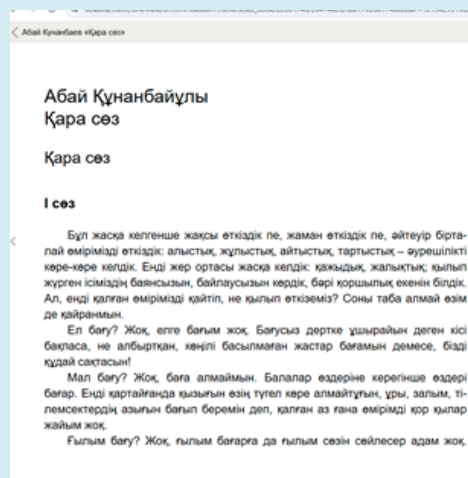 Абай Кунанбаев «Қара сөз»
Абай Құнанбайұлы
Қара сөз
Қара сөз
I сөз
Бұл жасқа келгенше жақсы өткіздік пе, жаман өткіздік пе, әйтеуір бірта-
лай өмірімізді өткіздік: алыстық, жұлыстық, айтыстық, тартыстық – әурешілікті
көре-көре келдік. Енді жер ортасы жасқа келдік: қажыдық, жалықтық; қылып
жүрген ісіміздің баянсызын, байлаусызын көрдік, бәрі қоршылық екенін білдік.
Ал, енді қалған өмірімізді қайтіп, не қылып өткіземіз? Соны таба алмай өзім
де қайранмын.
Ел бағу? Жоқ, елге бағым жоқ. Бағусыз дертке ұшырайын деген кісі
бақпаса, не албыртқан, көңілі басылмаған жастар бағамын демесе, бізді
құдай сақтасын!
Мал бағу? Жоқ, баға алмаймын. Балалар өздеріне керегінше өздері
бағар. Енді қартайғанда қызығын өзің түгел көре алмайтұғын, ұры, залым, ті-
лемсектердің азығын бағып беремін деп, қалған аз ғана өмірімді қор қылар
жайым жоқ.
Ғылым бағу? Жоқ, ғылым бағарға да ғылым сөзін сөйлесер адам жоқ.